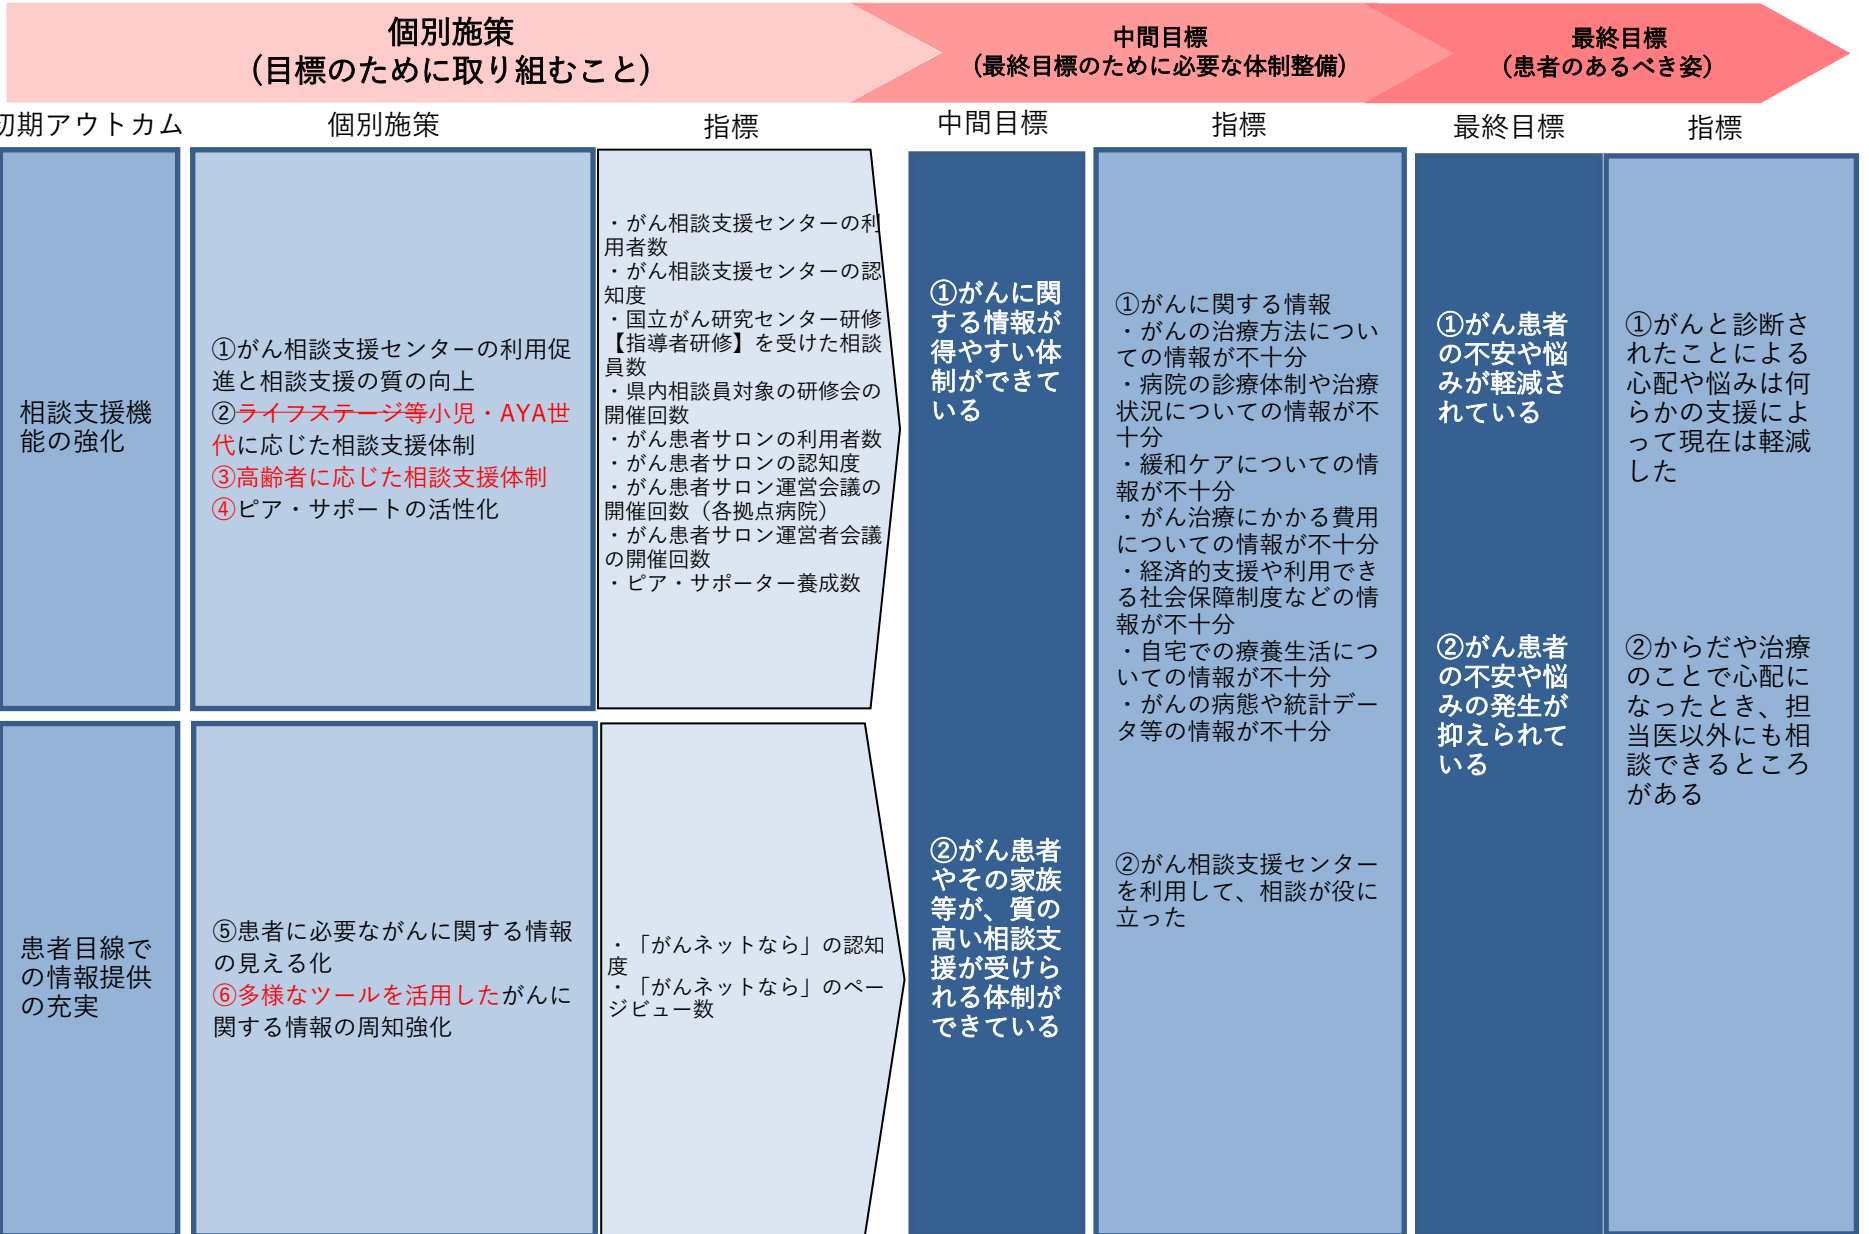 個別施策
（目標のために取り組むこと）
中間目標
（最終目標のために必要な体制整備）
最終目標
（患者のあるべき姿）
初期アウトカム
個別施策
指標
中間目標
指標
最終目標
指標
相談支援機
能の強化
①がん相談支援センターの利用促
進と相談支援の質の向上
②ライフステージ等小児・AYA世
代に応じた相談支援体制
③高齢者に応じた相談支援体制
④ピア・サポートの活性化
・がん相談支援センターの利
用者数
・がん相談支援センターの認
知度
・国立がん研究センター研修
【指導者研修】を受けた相談
員数
・県内相談員対象の研修会の
開催回数
・がん患者サロンの利用者数
・がん患者サロンの認知度
・がん患者サロン運営会議の
開催回数（各拠点病院）
・がん患者サロン運営者会議
の開催回数
・ピア・サポーター養成数
患者目線で
の情報提供
の充実
⑤患者に必要ながんに関する情報
の見える化
⑥多様なツールを活用したがんに
関する情報の周知強化
・「がんネットなら」の認知
度
・「がんネットなら」のペー
ジビュー数
①がんに関
する情報が
得やすい体
制ができて
いる
②がん患者
やその家族
等が、質の
高い相談支
援が受けら
れる体制が
できている
①がんに関する情報
・がんの治療方法につい
ての情報が不十分
・病院の診療体制や治療
状況についての情報が不
十分
・緩和ケアについての情
報が不十分
・がん治療にかかる費用
についての情報が不十分
・経済的支援や利用でき
る社会保障制度などの情
報が不十分
・自宅での療養生活につ
いての情報が不十分
・がんの病態や統計デー
タ等の情報が不十分
②がん相談支援センター
を利用して、相談が役に
立った
①がん患者
の不安や悩
みが軽減さ
れている
②がん患者
の不安や悩
みの発生が
抑えられて
いる
①がんと診断さ
れたことによる
心配や悩みは何
らかの支援によ
って現在は軽減
した
②からだや治療
のことで心配に
なったとき、担
当医以外にも相
談できるところ
がある